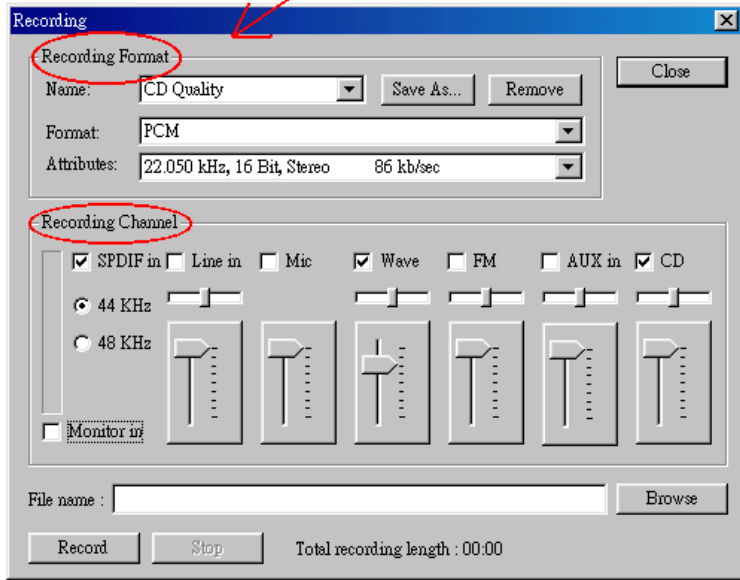 Recording
Recording Format
Close
Name: CD Quality Save As... Remove
Format: PCM
Attributes: 22.050 kHz, 16 Bit, Stereo 86 kb/sec
Recording Channel
SPDIF in Line in Mic Wave FM AUX in CD
44 KHz
48 KHz
Monitor in
File name : Browse
Record Stop Total recording length : 00:00